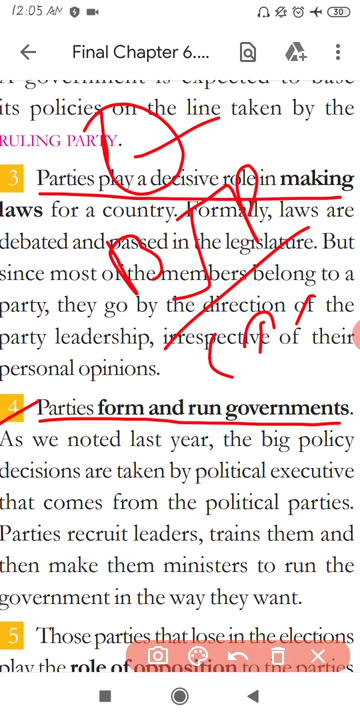 12:05 AM
30
Final Chapter 6....
A government is expected to base
its policies on the line taken by the
RULING PARTY.
3 Parties play a decisive role in making
laws for a country. Formally, laws are
debated and passed in the legislature. But
since most of the members belong to a
party, they go by the direction of the
party leadership, irrespective of their
personal opinions.
4 Parties form and run governments.
As we noted last year, the big policy
decisions are taken by political executive
that comes from the political parties.
Parties recruit leaders, trains them and
then make them ministers to run the
government in the way they want.
5 Those parties that lose in the elections
play the role of opposition to the parties
BJP